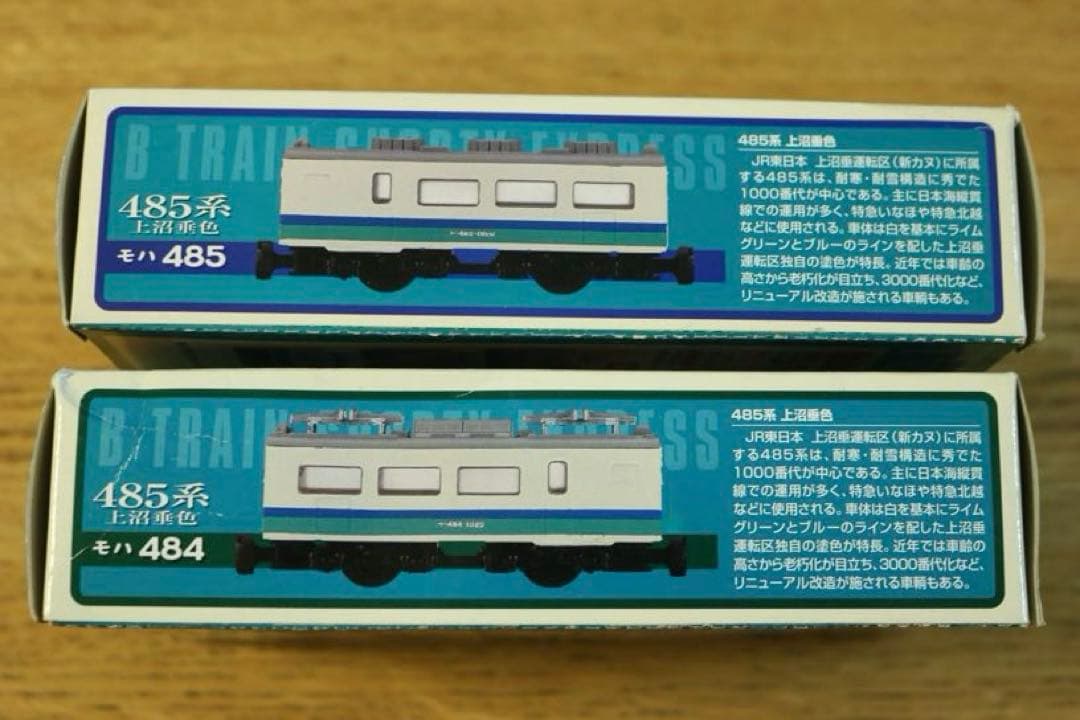 B TRAIN SHORTY EXPRESS
485系
上沼垂色
モハ 485
485系 上沼垂色
JR東日本 上沼垂運転区(新カヌ)に所属
する485系は、耐寒・耐雪構造に秀でた
1000番代が中心である。主に日本海縦貫
線での運用が多く、特急いなほや特急北越
などに使用される。車体は白を基本にライム
グリーンとブルーのラインを配した上沼垂
運転区独自の塗色が特長。近年では車齢の
高さから老朽化が目立ち、3000番代化など、
リニューアル改造が施される車輌もある。
B TRAIN SHORTY EXPRESS
485系
上沼垂色
モハ 484
485系 上沼垂色
JR東日本 上沼垂運転区(新カヌ)に所属
する485系は、耐寒・耐雪構造に秀でた
1000番代が中心である。主に日本海縦貫
線での運用が多く、特急いなほや特急北越
などに使用される。車体は白を基本にライム
グリーンとブルーのラインを配した上沼垂
運転区独自の塗色が特長。近年では車齢の
高さから老朽化が目立ち、3000番代化など、
リニューアル改造が施される車輌もある。